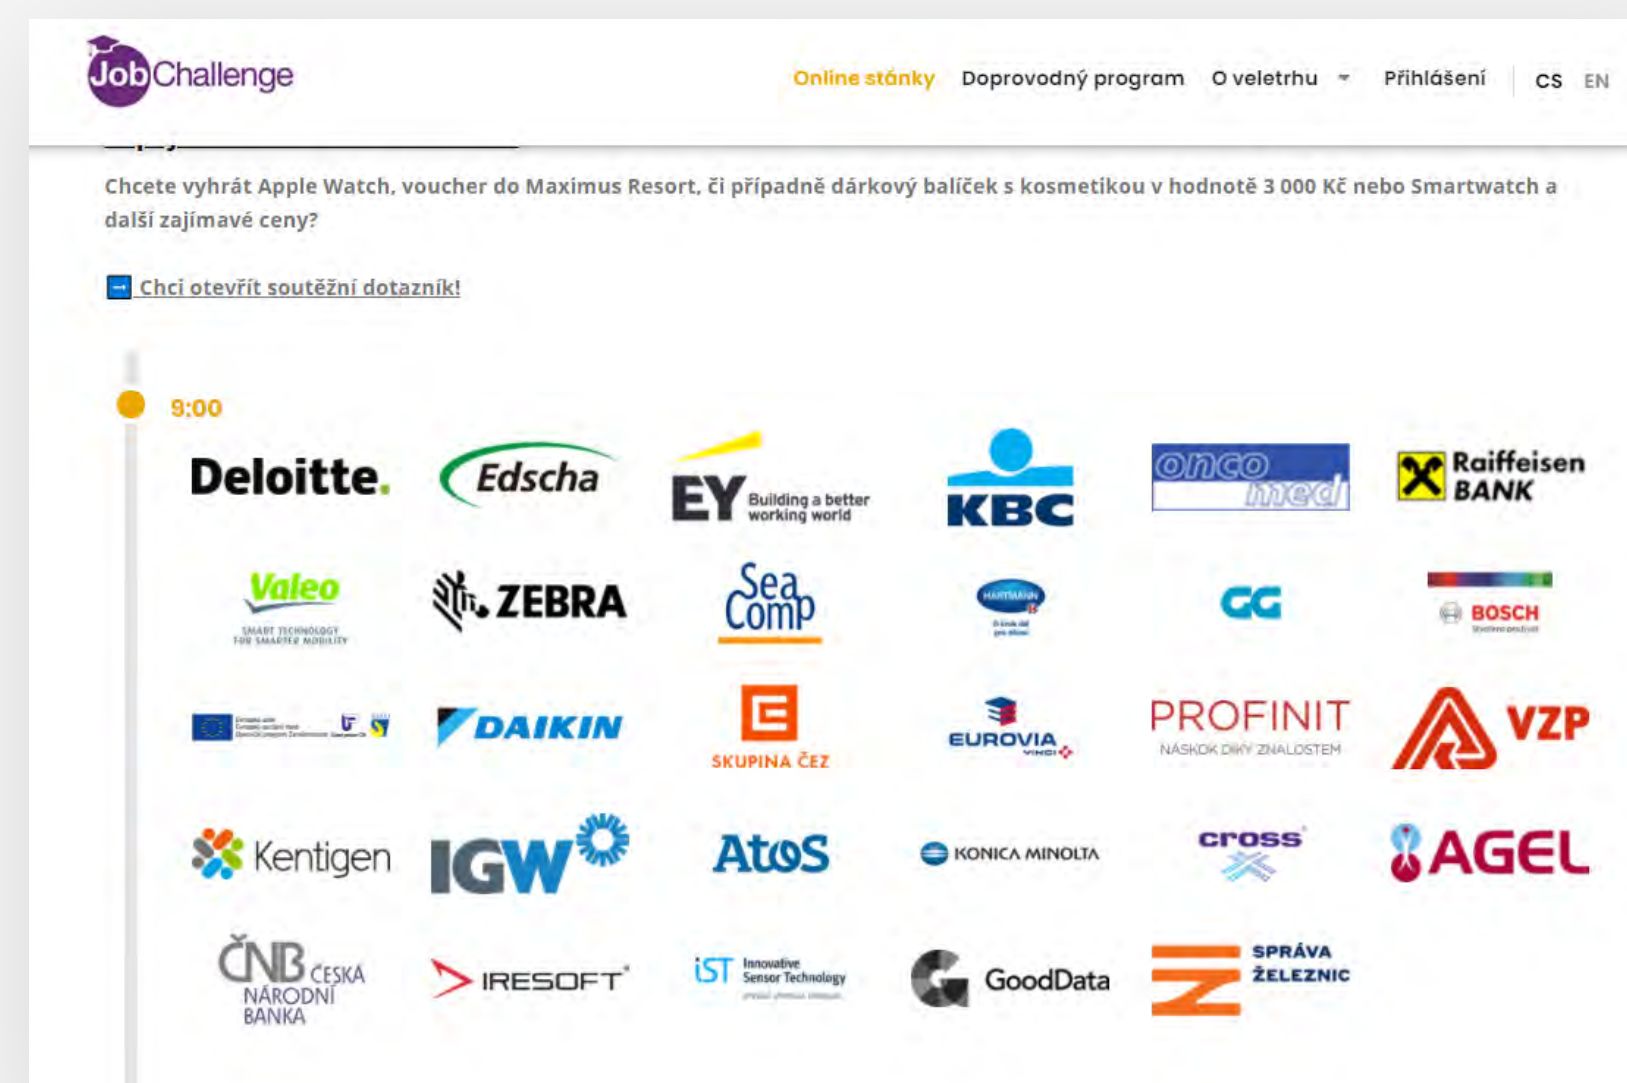 JobChallenge
Online stánky Doprovodný program O veletrhu Přihlášení CS EN
Chcete vyhrát Apple Watch, voucher do Maximus Resort, či případně dárkový balíček s kosmetikou v hodnotě 3 000 Kč nebo Smartwatch a
další zajímavé ceny?
Chci otevřít soutěžní dotazník!
9:00
Deloitte.
Edscha
EY Building a better
working world
KBC
onco
med
Raiffeisen
BANK
Valeo
SMART TECHNOLOGY
FOR SMARTER MOBILITY
ZEBRA
Sea
Comp
HARTMANN
GG
BOSCH
DAIKIN
SKUPINA ČEZ
EUROVIA
VINCI
PROFINIT
NÁSKOK DÍKY ZNALOSTEM
VZP
Kentigen
IGW
Atos
KONICA MINOLTA
cross
AGEL
ČNB ČESKÁ
NÁRODNÍ
BANKA
IRESOFT
iST Innovative
Sensor Technology
GoodData
SPRÁVA
ŽELEZNIC